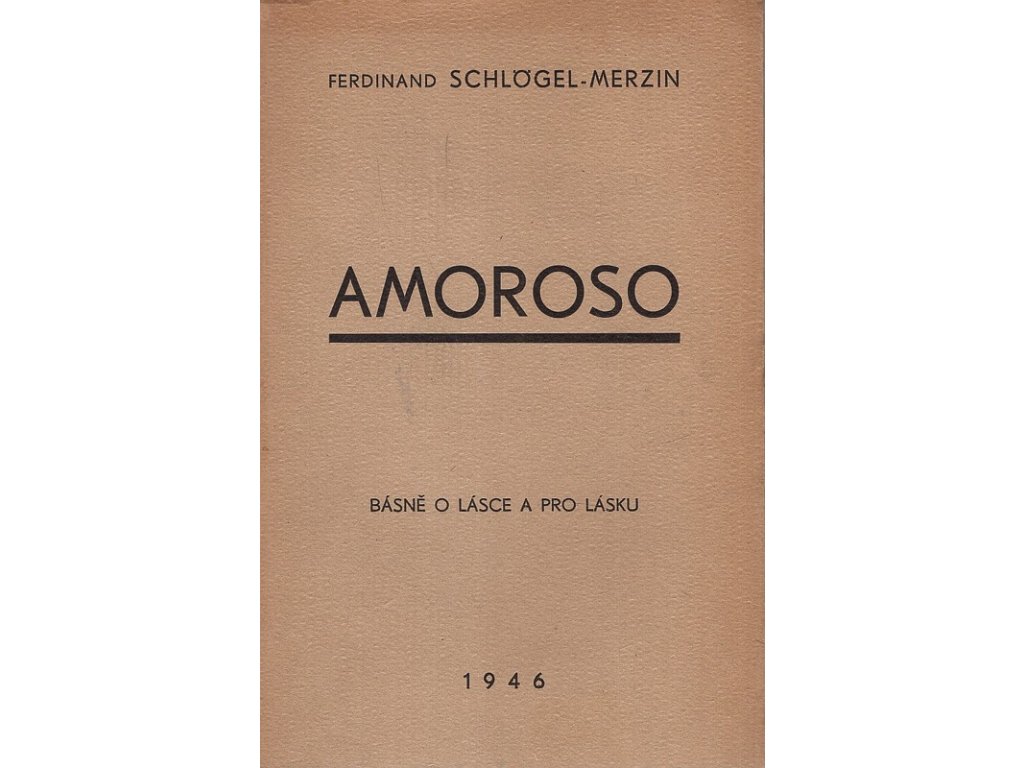 FERDINAND SCHLÖGEL-MERZIN
AMOROSO
BÁSNĚ O LÁSCE A PRO LÁSKU
1946